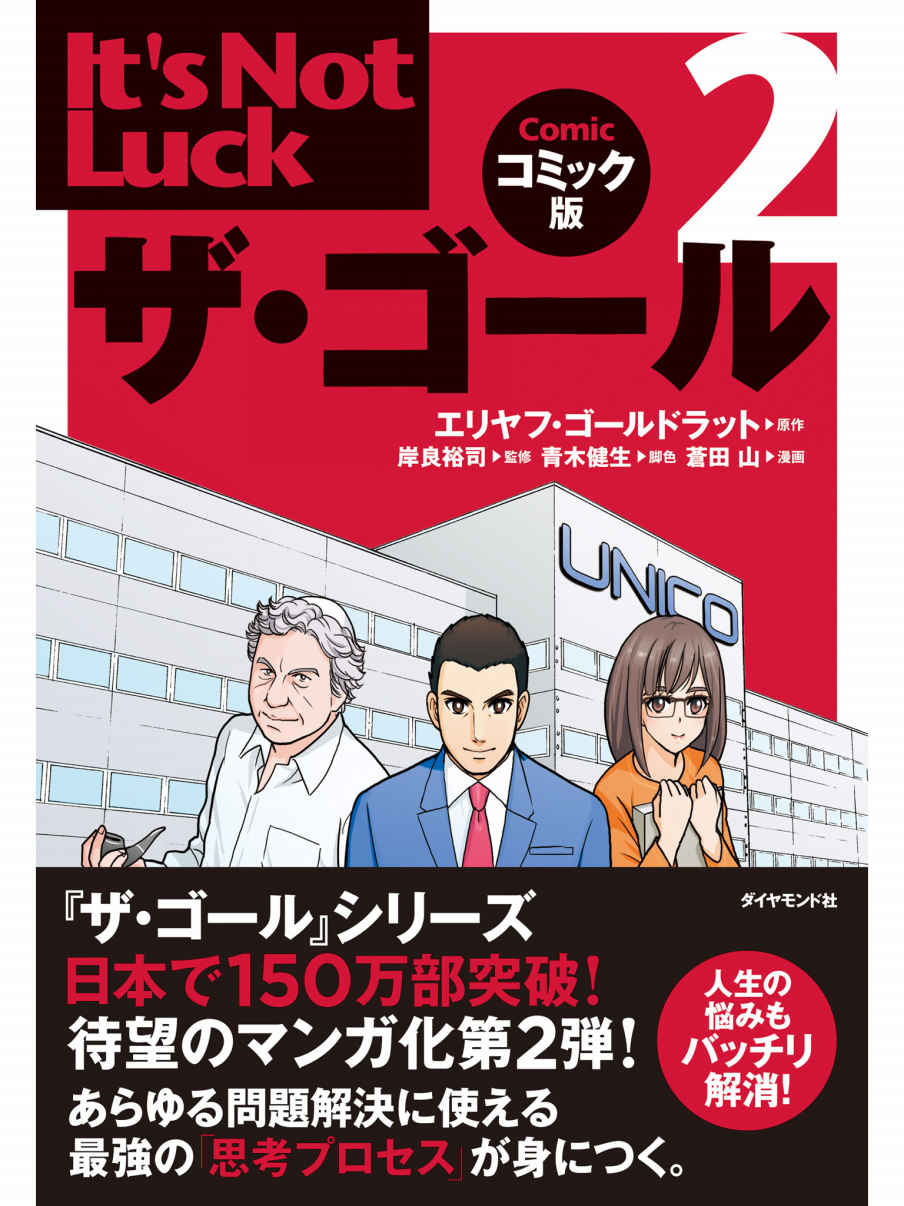 It's Not
Luck
2
Comic
コミック
版
ザ・ゴール
エリヤフ・ゴールドラット▶原作
岸良裕司▶監修 青木健生▶脚色 蒼田 山▶漫画
UNICO
ダイヤモンド社
『ザ・ゴール』シリーズ
日本で150万部突破!
待望のマンガ化第2弾!
あらゆる問題解決に使える
最強の「思考プロセス」が身につく。
人生の
悩みも
バッチリ
解消!